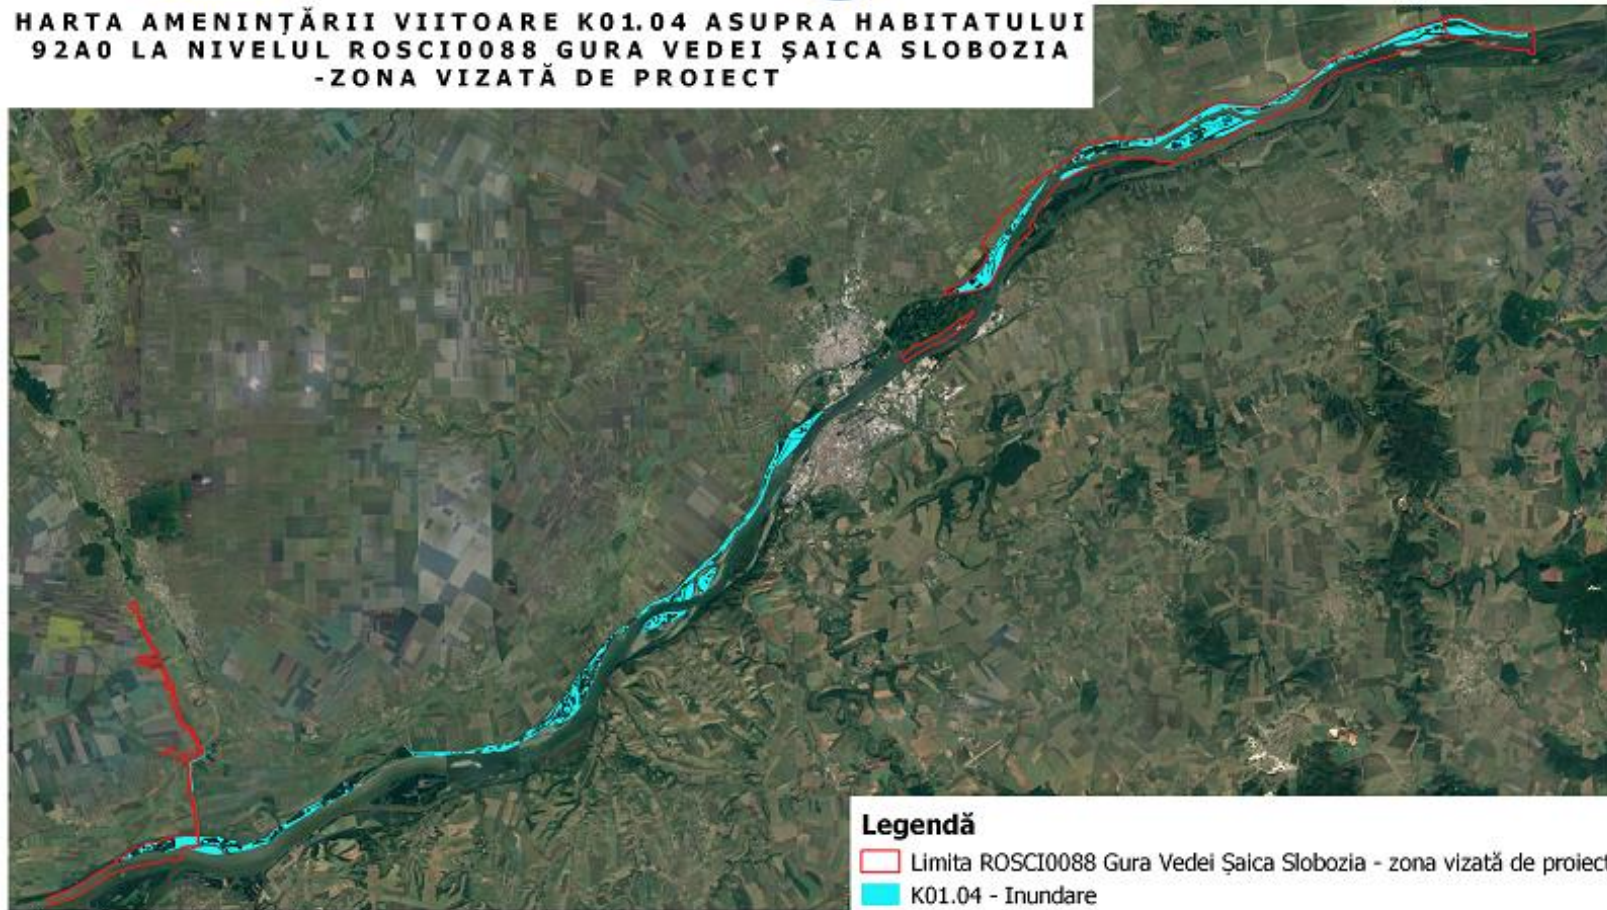 HARTA AMENINȚĂRII VIITOARE K01.04 ASUPRA HABITATULUI
92A0 LA NIVELUL ROSCI0088 GURA VEDEI ȘAICA SLOBOZIA
-ZONA VIZATĂ DE PROIECT
Legendă
Limita ROSCI0088 Gura Vedei Șaica Slobozia - zona vizată de proiect
K01.04 - Inundare